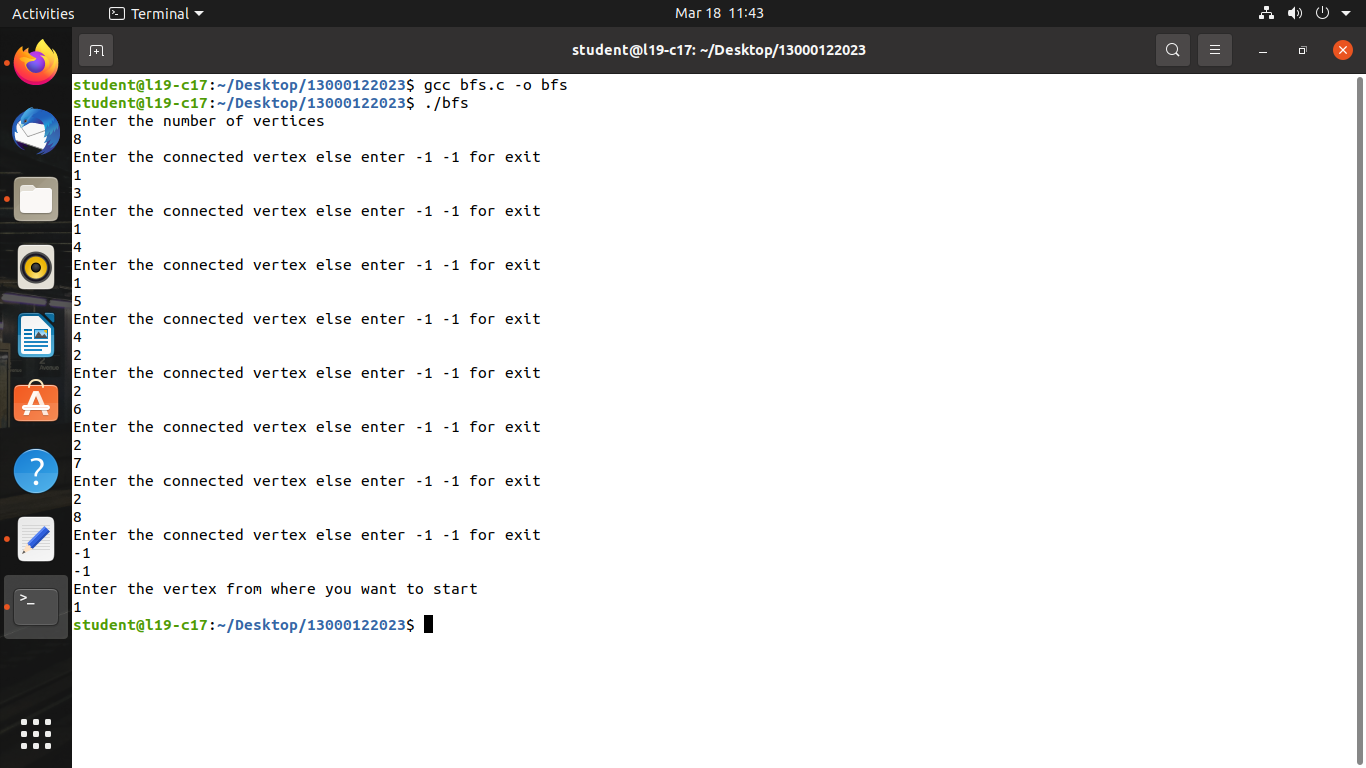 Activities
Terminal
Mar 18 11:43
student@l19-c17: ~/Desktop/13000122023
student@l19-c17:~/Desktop/13000122023$ gcc bfs.c -o bfs
student@l19-c17:~/Desktop/13000122023$ ./bfs
Enter the number of vertices
8
Enter the connected vertex else enter -1 -1 for exit
1
3
Enter the connected vertex else enter -1 -1 for exit
1
4
Enter the connected vertex else enter -1 -1 for exit
1
5
Enter the connected vertex else enter -1 -1 for exit
4
2
Enter the connected vertex else enter -1 -1 for exit
2
6
Enter the connected vertex else enter -1 -1 for exit
2
7
Enter the connected vertex else enter -1 -1 for exit
2
8
Enter the connected vertex else enter -1 -1 for exit
-1
-1
Enter the vertex from where you want to start
1
student@l19-c17:~/Desktop/13000122023$